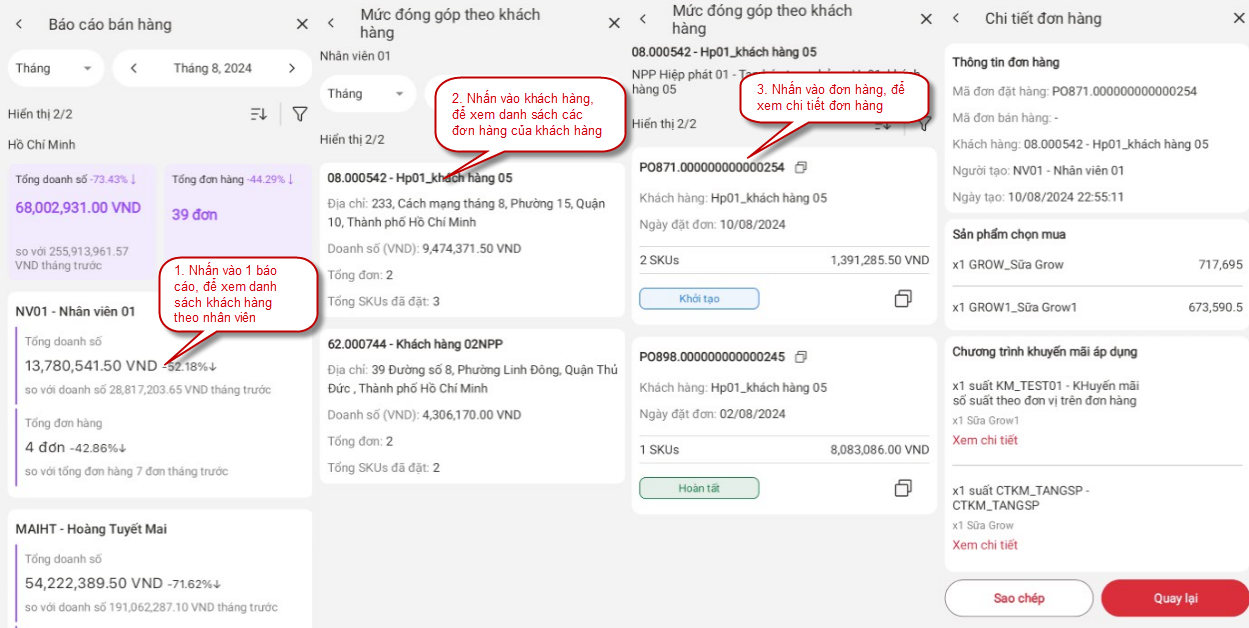 Báo cáo bán hàng
Tháng
Tháng 8, 2024
Hiển thị 2/2
Hồ Chí Minh
Tổng doanh số -73.43%↓
68,002,931.00 VND
so với 255,913,961.57
VND tháng trước
Tổng đơn hàng -44.29%↓
39 đơn
1. Nhấn vào 1 báo
cáo, để xem danh
sách khách hàng
theo nhân viên
NV01 - Nhân viên 01
Tổng doanh số
13,780,541.50 VND -52.18%↓
so với doanh số 28,817,203.65 VND tháng trước
Tổng đơn hàng
4 đơn -42.86%↓
so với tổng đơn hàng 7 đơn tháng trước
MAIHT - Hoàng Tuyết Mai
Tổng doanh số
54,222,389.50 VND -71.62%↓
so với doanh số 191,062,287.10 VND tháng trước
Mức đóng góp theo khách
hàng
Nhân viên 01
Tháng
2. Nhấn vào khách hàng,
để xem danh sách các
đơn hàng của khách hàng
Hiển thị 2/2
08.000542 - Hp01_khách hàng 05
Địa chỉ: 233, Cách mạng tháng 8, Phường 15, Quận
10, Thành phố Hồ Chí Minh
Doanh số (VND): 9,474,371.50 VND
Tổng đơn: 2
Tổng SKUs đã đặt: 3
62.000744 - Khách hàng 02NPP
Địa chỉ: 39 Đường số 8, Phường Linh Đông, Quận Thủ
Đức , Thành phố Hồ Chí Minh
Doanh số (VND): 4,306,170.00 VND
Tổng đơn: 2
Tổng SKUs đã đặt: 2
Mức đóng góp theo khách
hàng
08.000542 - Hp01_khách hàng 05
NPP Hiệp phát 01 -
hàng 05
3. Nhấn vào đơn hàng, để
xem chi tiết đơn hàng
Hiển thị 2/2
PO871.000000000000254
Khách hàng: Hp01_khách hàng 05
Ngày đặt đơn: 10/08/2024
2 SKUs 1,391,285.50 VND
Khởi tạo
PO898.000000000000245
Khách hàng: Hp01_khách hàng 05
Ngày đặt đơn: 02/08/2024
1 SKUs 8,083,086.00 VND
Hoàn tất
Chi tiết đơn hàng
Thông tin đơn hàng
Mã đơn đặt hàng: PO871.000000000000254
Mã đơn bán hàng: -
Khách hàng: 08.000542 - Hp01_khách hàng 05
Người tạo: NV01 - Nhân viên 01
Ngày tạo: 10/08/2024 22:55:11
Sản phẩm chọn mua
x1 GROW_Sữa Grow 717,695
x1 GROW1_Sữa Grow1 673,590.5
Chương trình khuyến mãi áp dụng
x1 suất KM_TEST01 - KHuyến mãi
số suất theo đơn vị trên đơn hàng
x1 Sữa Grow1
Xem chi tiết
x1 suất CTKM_TANGSP -
CTKM_TANGSP
x1 Sữa Grow
Xem chi tiết
Sao chép
Quay lại